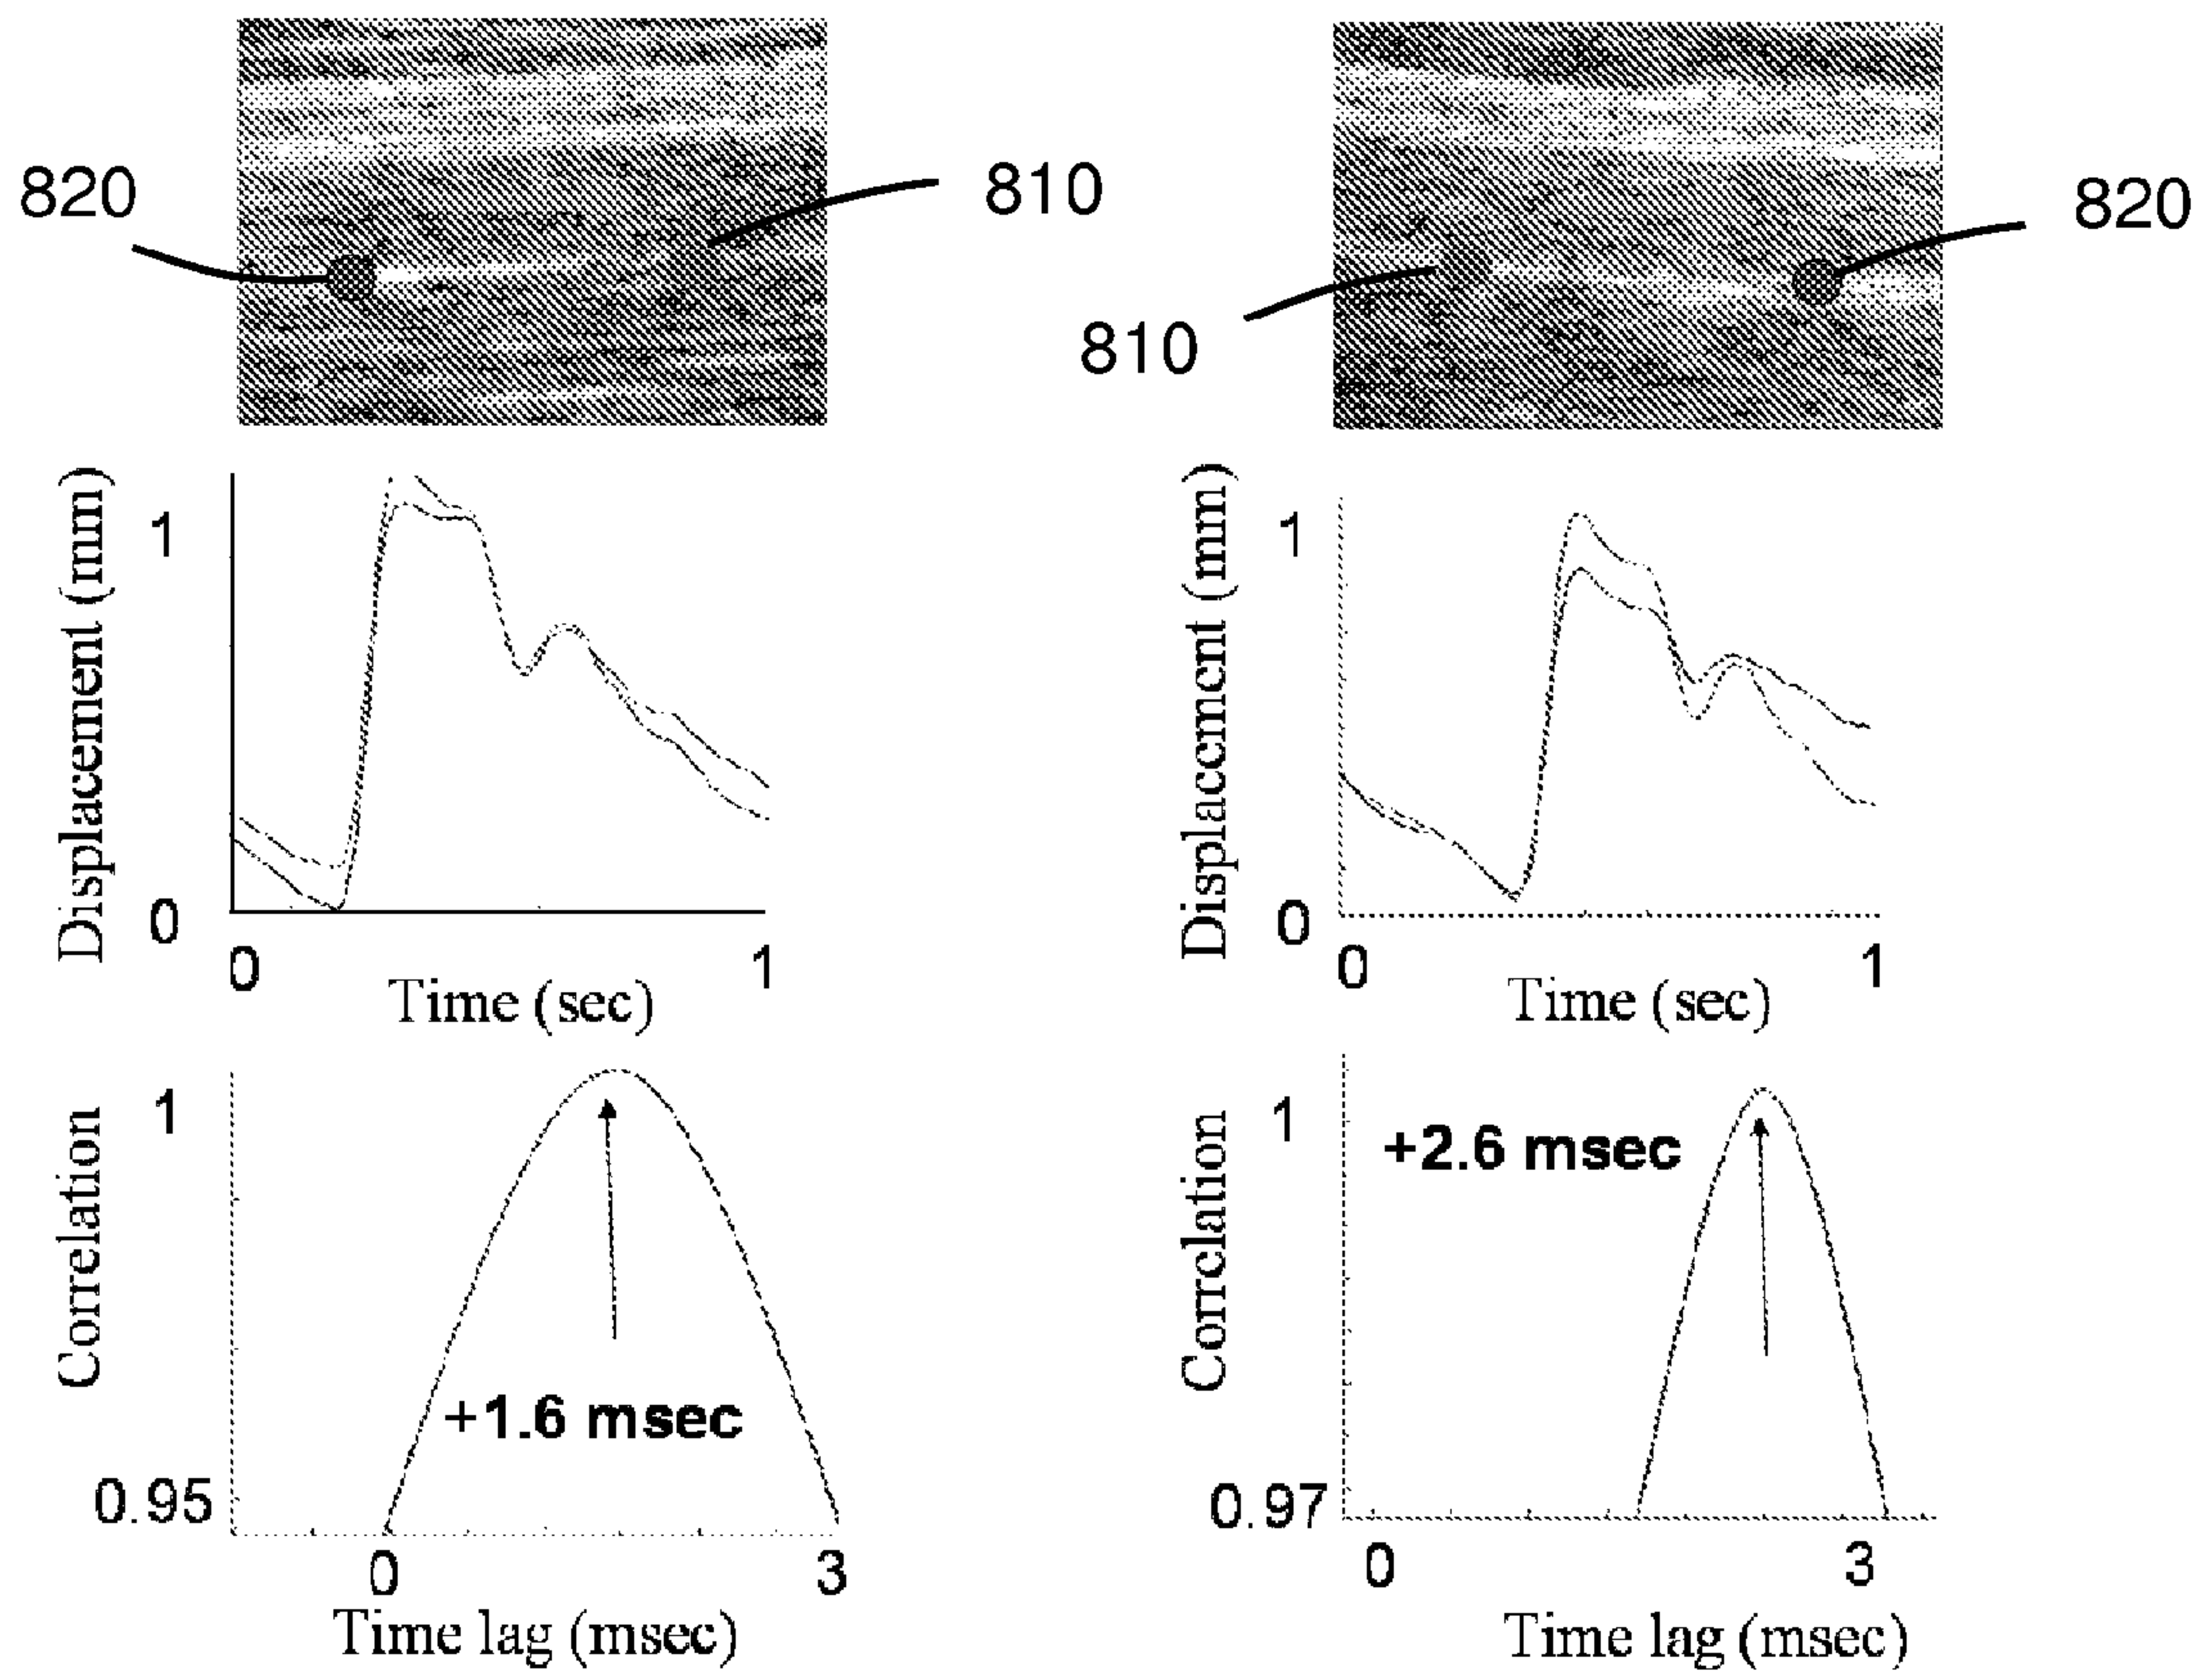 820
810
810
820
Displacement (mm)
1
0
0
1
Time (sec)
Displacement (mm)
1
0
0
1
Time (sec)
Correlation
1
+1.6 msec
0.95
0
3
Time lag (msec)
Correlation
1
+2.6 msec
0.97
0
3
Time lag (msec)